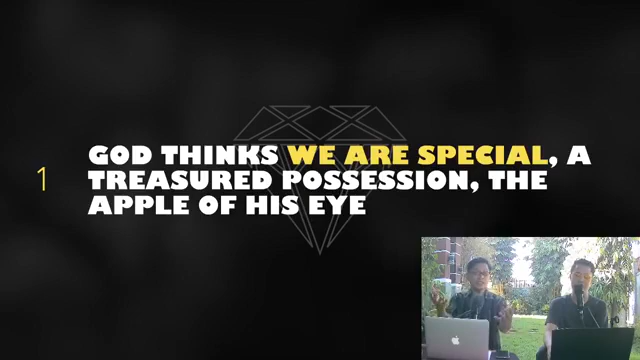 1
GOD THINKS WE ARE SPECIAL, A
TREASURED POSSESSION, THE
APPLE OF HIS EYE